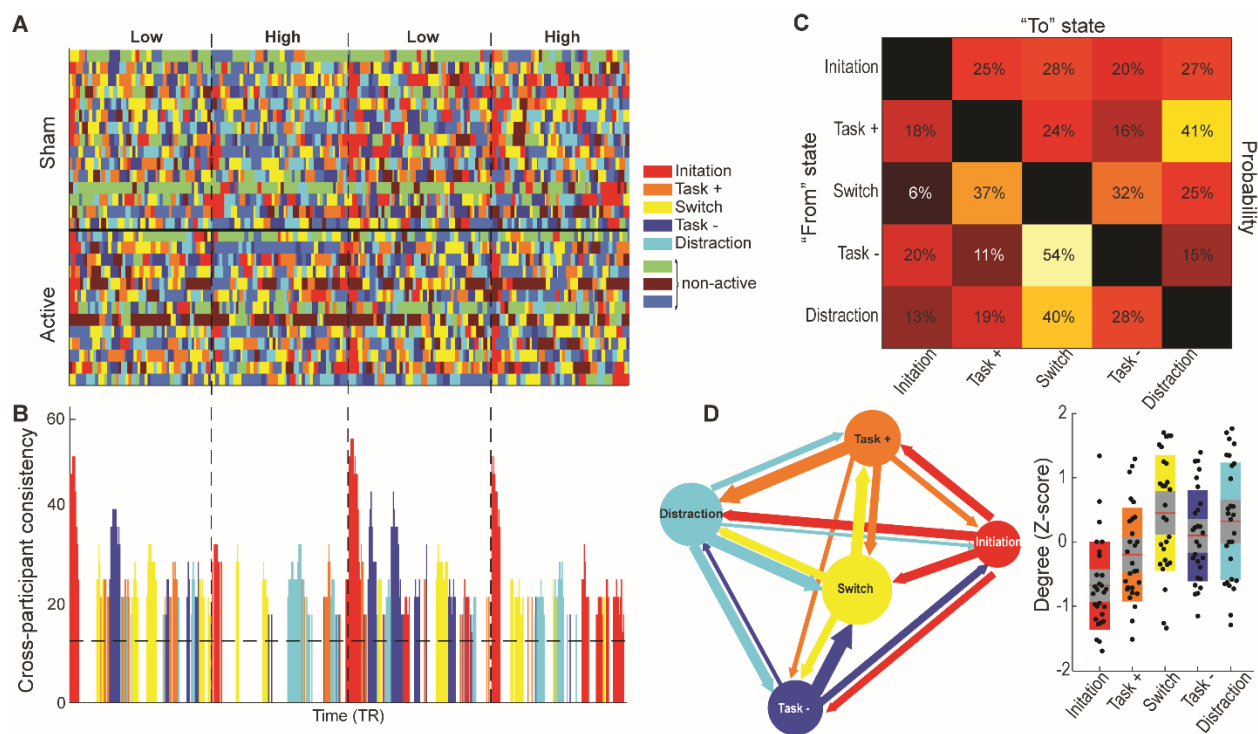 A
Low High Low High
Sham
Active
Initation
Task +
Switch
Task -
Distraction
non-active
B
Cross-participant consistency
60
40
20
0
Time (TR)
C
"To" state
"From" state
Probability
Initation 25% 28% 20% 27%
Task + 18% 24% 16% 41%
Switch 6% 37% 32% 25%
Task - 20% 11% 54% 15%
Distraction 13% 19% 40% 28%
Initation Task + Switch Task - Distraction
D
Task +
Distraction
Initiation
Switch
Task -
Degree (Z-score)
2
1
0
-1
-2
Initation Task + Switch Task - Distraction